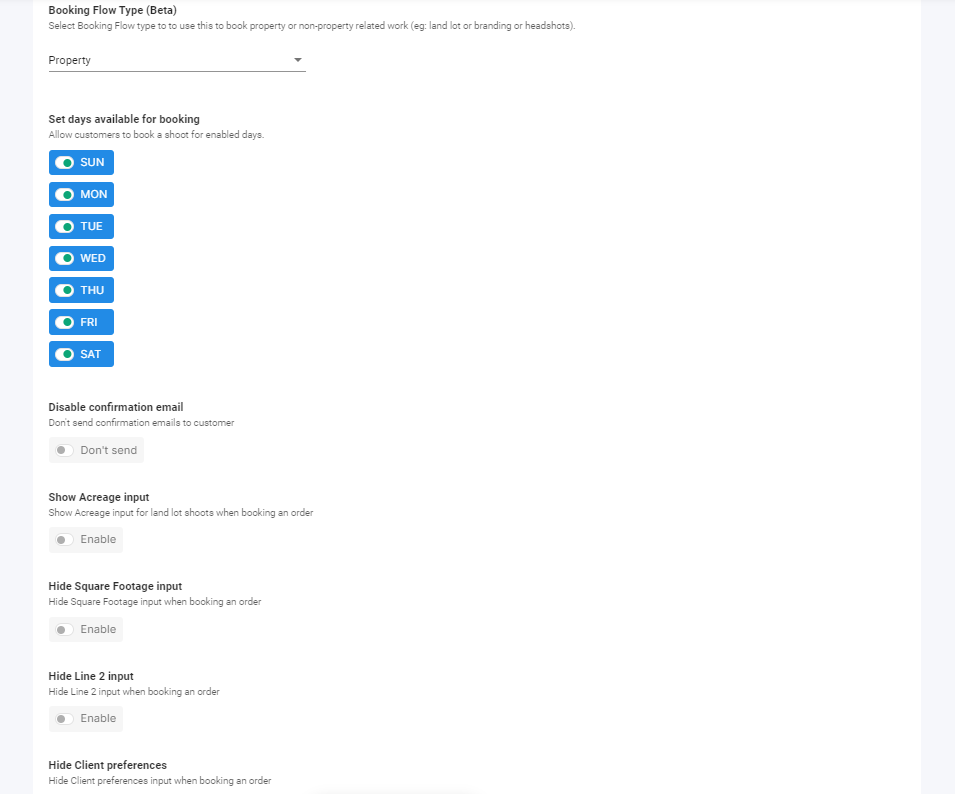 Booking Flow Type (Beta)
Select Booking Flow type to to use this to book property or non-property related work (eg: land lot or branding or headshots).
Property
Set days available for booking
Allow customers to book a shoot for enabled days.
SUN
MON
TUE
WED
THU
FRI
SAT
Disable confirmation email
Don't send confirmation emails to customer
Don't send
Show Acreage input
Show Acreage input for land lot shoots when booking an order
Enable
Hide Square Footage input
Hide Square Footage input when booking an order
Enable
Hide Line 2 input
Hide Line 2 input when booking an order
Enable
Hide Client preferences
Hide Client preferences input when booking an order